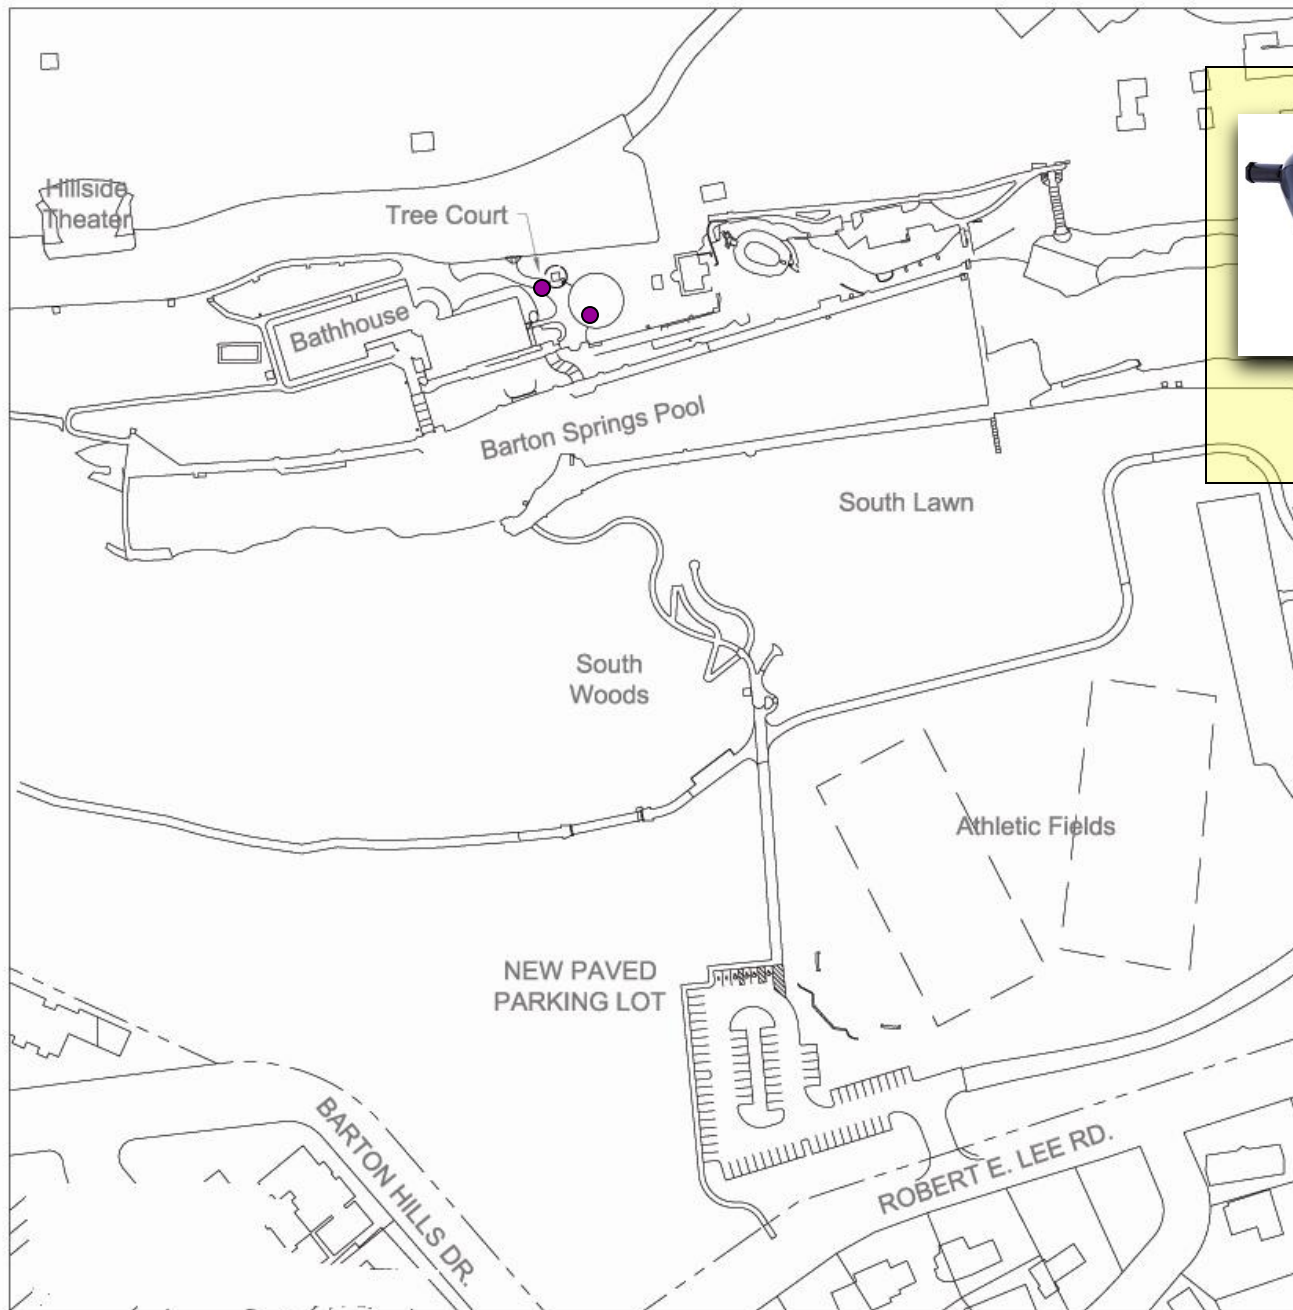 Hillside
Theater
Tree Court
Bathhouse
Barton Springs Pool
South Lawn
South
Woods
Athletic Fields
NEW PAVED
PARKING LOT
BARTON HILLS DR.
ROBERT E. LEE RD.